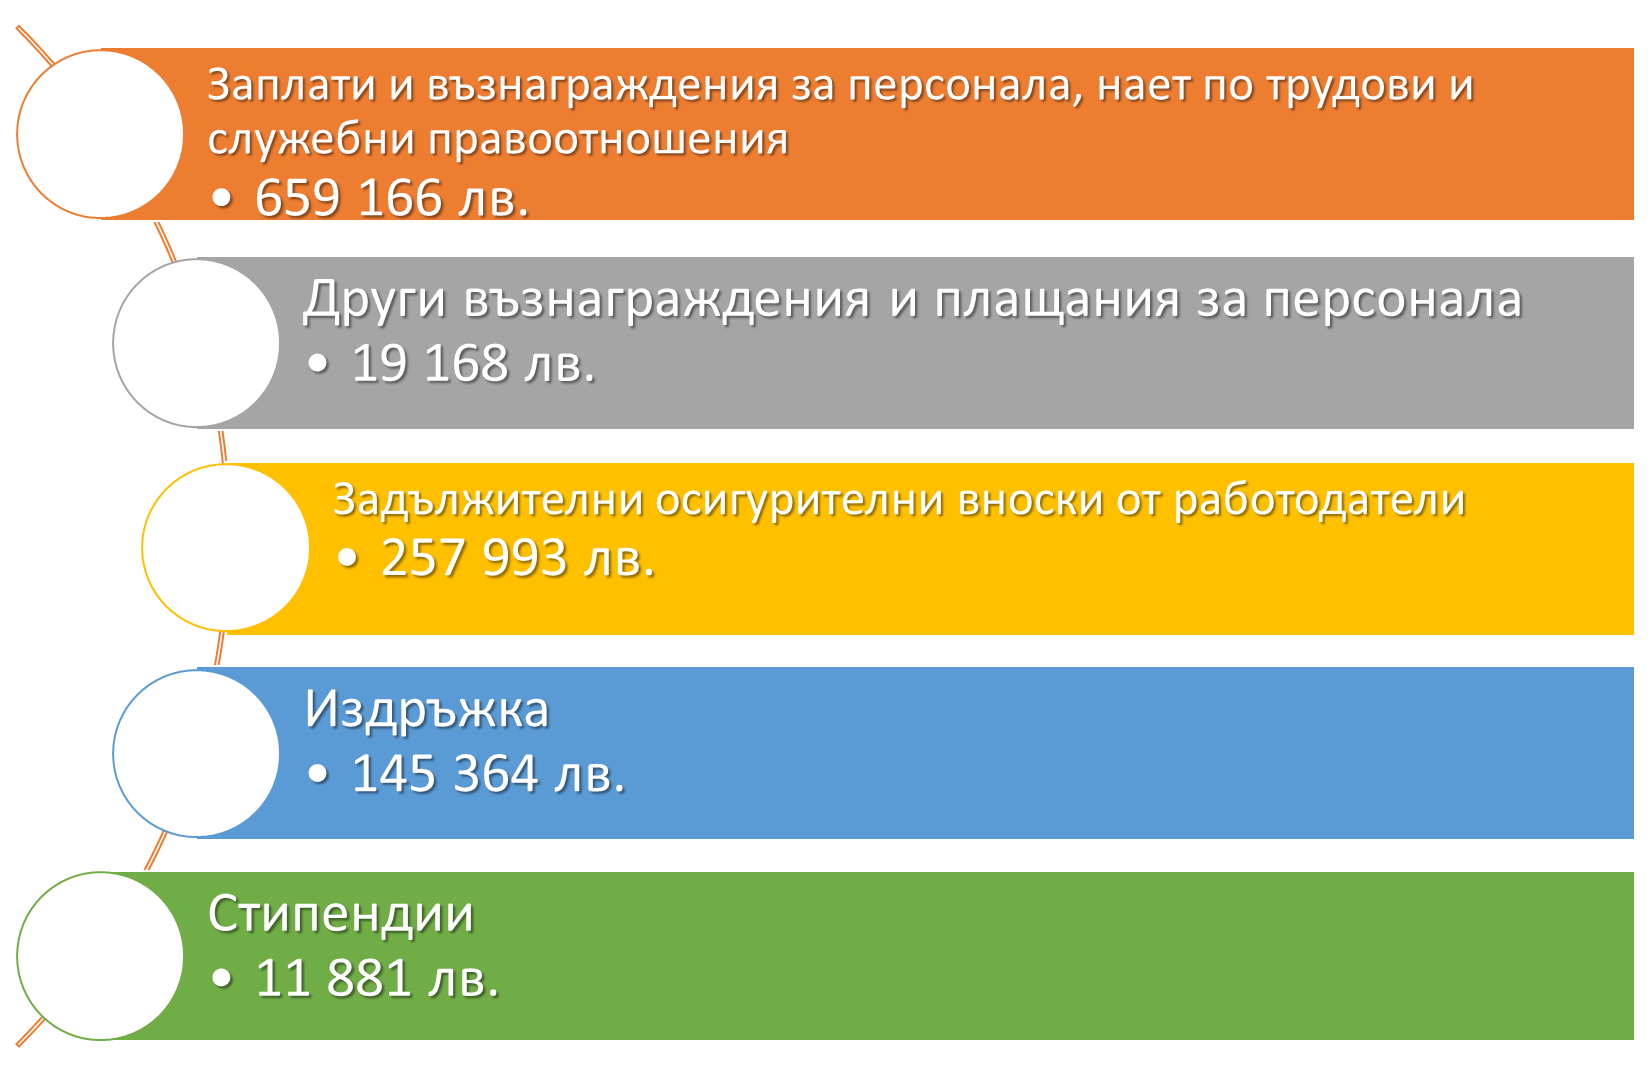 Заплати и възнаграждения за персонала, нает по трудови и
служебни правоотношения
• 659 166 лв.
Други възнаграждения и плащания за персонала
• 19 168 лв.
Задължителни осигурителни вноски от работодатели
• 257 993 лв.
Издръжка
• 145 364 лв.
Стипендии
• 11 881 лв.